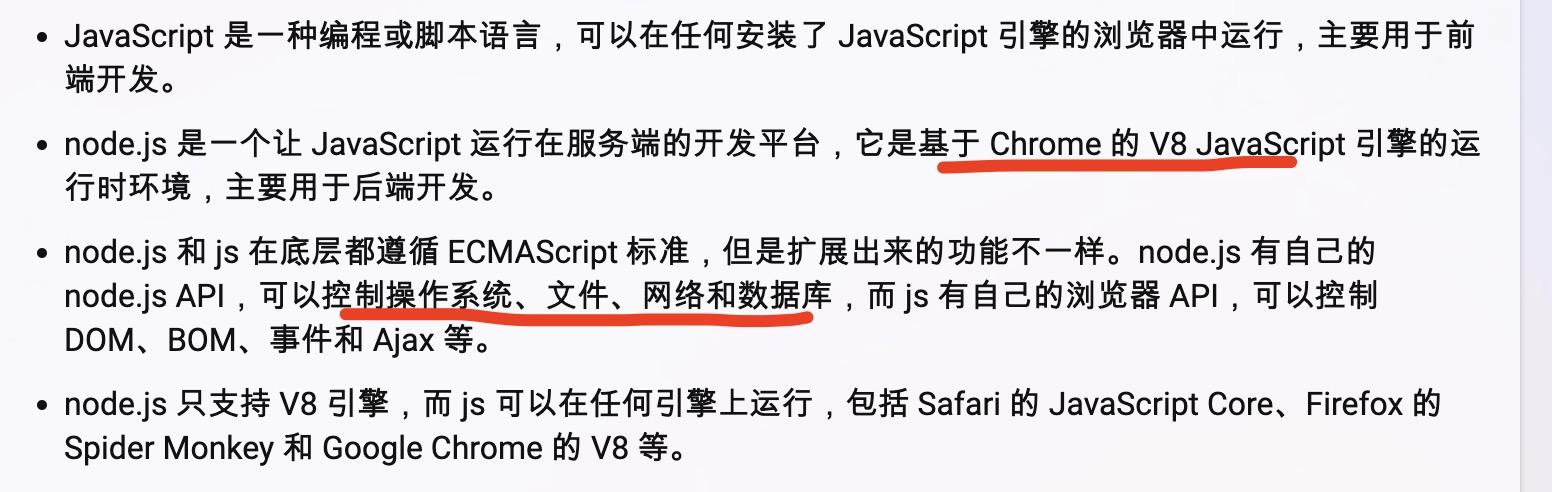 • JavaScript 是一种编程或脚本语言，可以在任何安装了 JavaScript 引擎的浏览器中运行，主要用于前
端开发。
• node.js 是一个让 JavaScript 运行在服务端的开发平台，它是基于 Chrome 的 V8 JavaScript 引擎的运
行时环境，主要用于后端开发。
• node.js 和 js 在底层都遵循 ECMAScript 标准，但是扩展出来的功能不一样。node.js 有自己的
node.js API，可以控制操作系统、文件、网络和数据库，而 js 有自己的浏览器 API，可以控制
DOM、BOM、事件和 Ajax 等。
• node.js 只支持 V8 引擎，而 js 可以在任何引擎上运行，包括 Safari 的 JavaScript Core、Firefox 的
Spider Monkey 和 Google Chrome 的 V8 等。